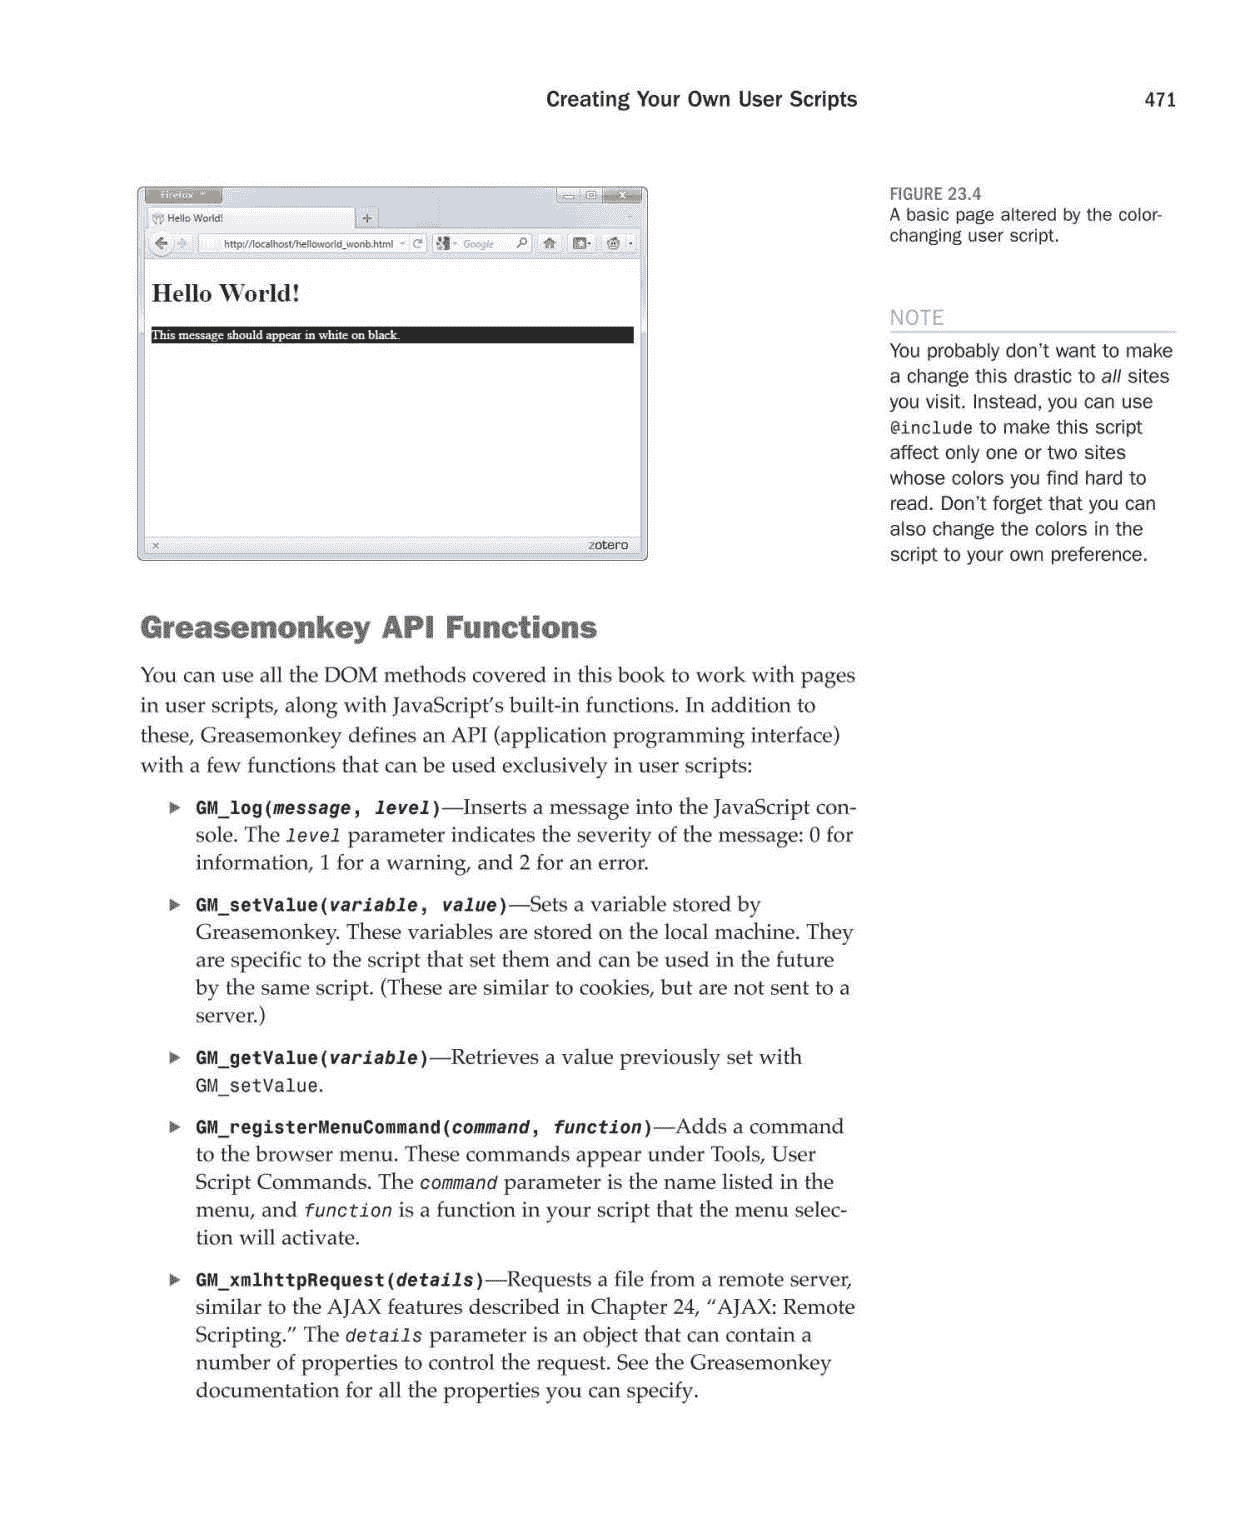 Creating Your Own User Scripts
471
Firefox
Hello World!
http://localhost/helloworld_wonb.html
Google
Hello World!
This message should appear in white on black.
x
zotero
FIGURE 23.4
A basic page altered by the color-
changing user script.
NOTE
You probably don't want to make
a change this drastic to all sites
you visit. Instead, you can use
@include to make this script
affect only one or two sites
whose colors you find hard to
read. Don't forget that you can
also change the colors in the
script to your own preference.
Greasemonkey API Functions
You can use all the DOM methods covered in this book to work with pages
in user scripts, along with JavaScript's built-in functions. In addition to
these, Greasemonkey defines an API (application programming interface)
with a few functions that can be used exclusively in user scripts:
GM_log(message, level)—Inserts a message into the JavaScript con-
sole. The level parameter indicates the severity of the message: 0 for
information, 1 for a warning, and 2 for an error.
GM_setValue(variable, value)—Sets a variable stored by
Greasemonkey. These variables are stored on the local machine. They
are specific to the script that set them and can be used in the future
by the same script. (These are similar to cookies, but are not sent to a
server.)
GM_getValue(variable)—Retrieves a value previously set with
GM_setValue.
GM_registerMenuCommand(command, function)—Adds a command
to the browser menu. These commands appear under Tools, User
Script Commands. The command parameter is the name listed in the
menu, and function is a function in your script that the menu selec-
tion will activate.
GM_xmlhttpRequest(details)—Requests a file from a remote server,
similar to the AJAX features described in Chapter 24, “AJAX: Remote
Scripting.” The details parameter is an object that can contain a
number of properties to control the request. See the Greasemonkey
documentation for all the properties you can specify.